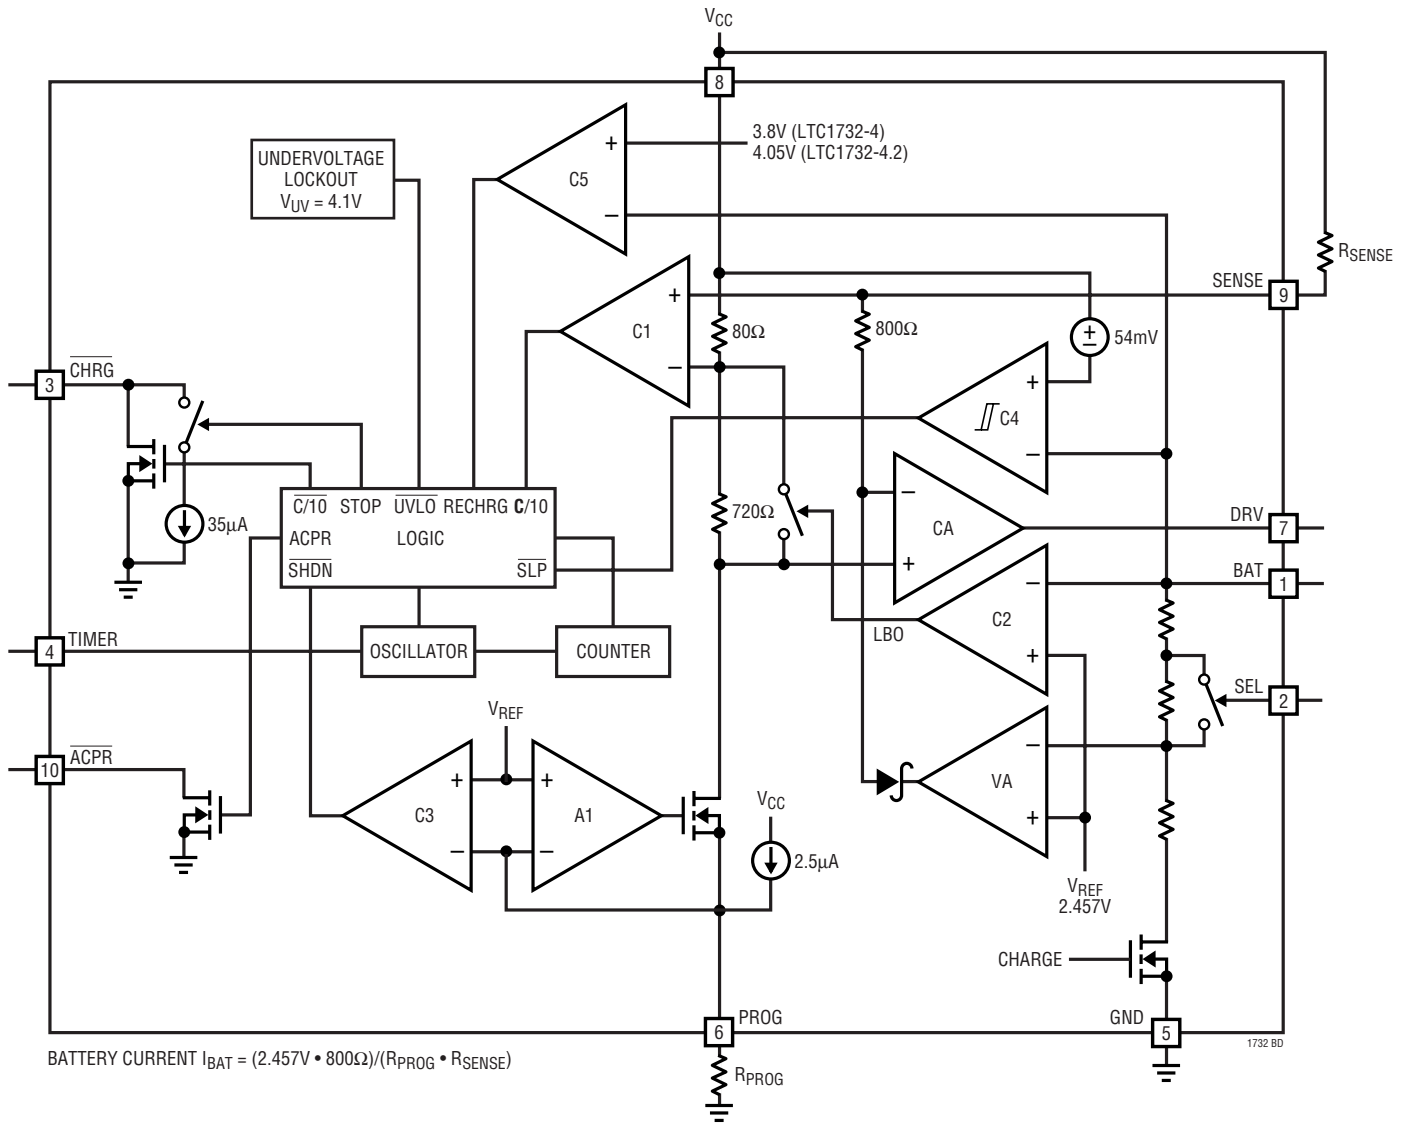 VCC
8
3.8V (LTC1732-4)
4.05V (LTC1732-4.2)
+
C5
–
UNDERVOLTAGE
LOCKOUT
VUV = 4.1V
RSENSE
SENSE
9
+
C1
–
80Ω
800Ω
+
–
54mV
CHRG
3
+
C4
–
35µA
C/10 STOP UVLO RECHRG C/10
ACPR LOGIC
SHDN SLP
720Ω
–
CA
+
DRV
7
BAT
1
–
C2
+
LBO
TIMER
4
OSCILLATOR
COUNTER
SEL
2
VREF
ACPR
10
+
C3
–
+
A1
–
VCC
2.5µA
–
VA
+
VREF
2.457V
CHARGE
PROG
6
GND
5
1732 BD
BATTERY CURRENT IBAT = (2.457V • 800Ω)/(RPROG • RSENSE)
RPROG